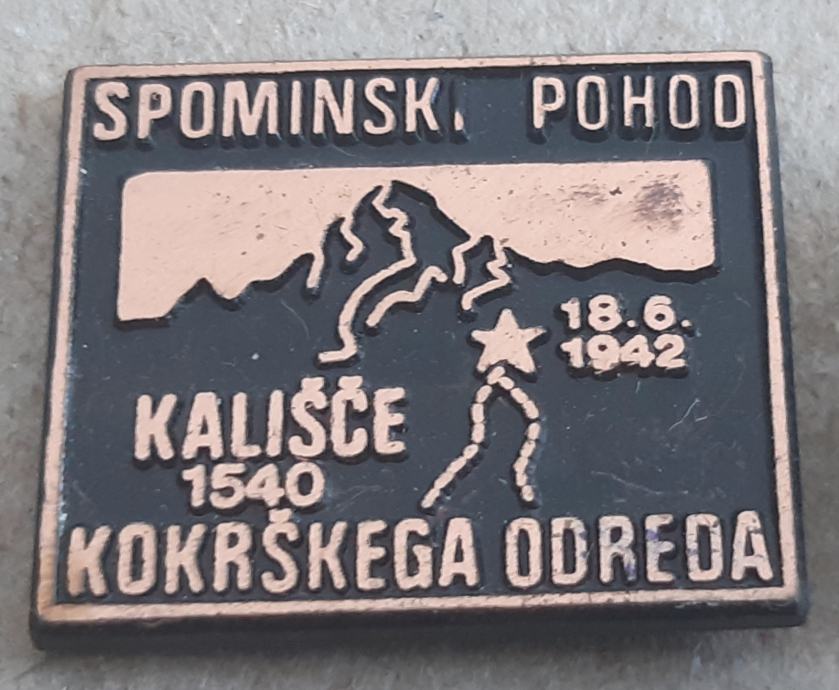 SPOMINSKI POHOD
18.6.
1942
KALIŠČE
1540
KOKRŠKEGA ODREDA